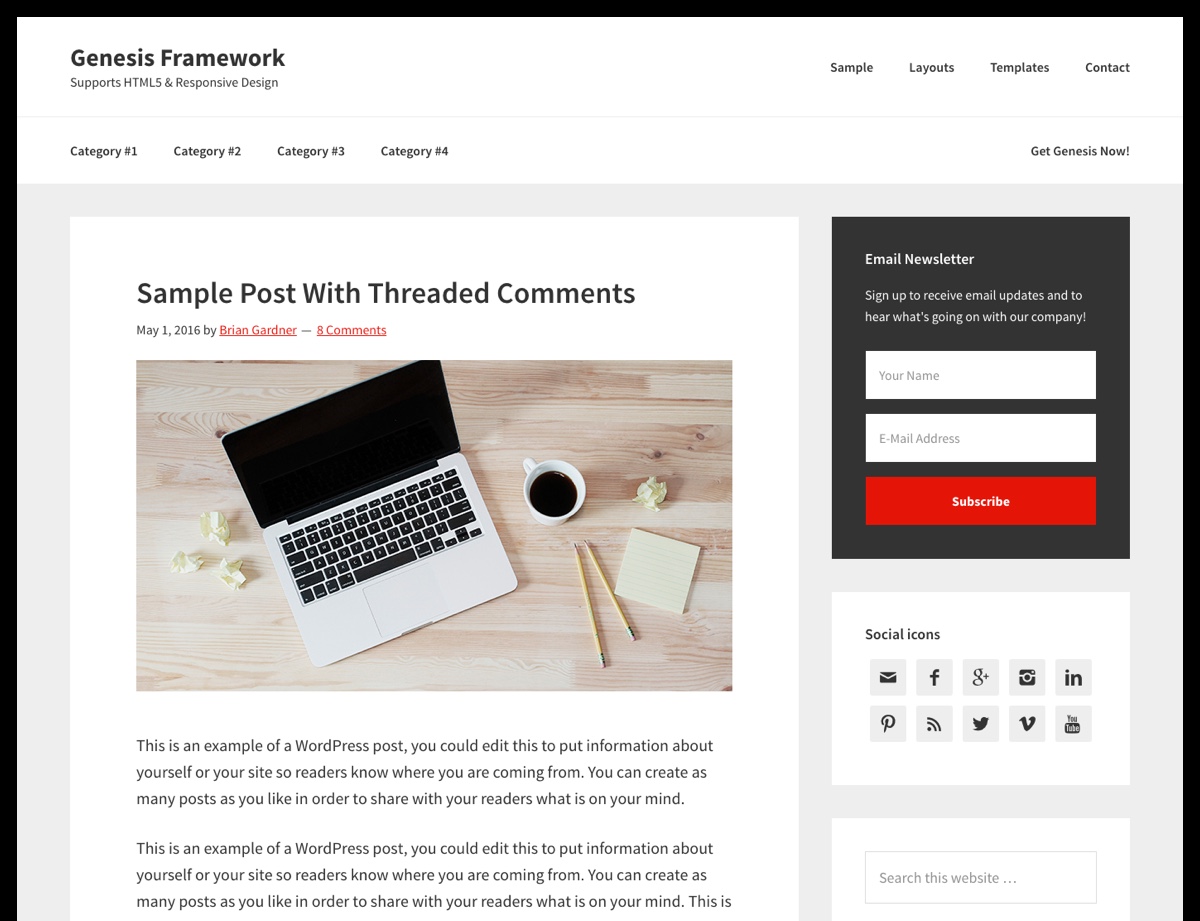 Genesis Framework
Supports HTML5 & Responsive Design
Sample Layouts Templates Contact
Category #1 Category #2 Category #3 Category #4 Get Genesis Now!
Sample Post With Threaded Comments
May 1, 2016 by Brian Gardner — 8 Comments
This is an example of a WordPress post, you could edit this to put information about
yourself or your site so readers know where you are coming from. You can create as
many posts as you like in order to share with your readers what is on your mind.
This is an example of a WordPress post, you could edit this to put information about
yourself or your site so readers know where you are coming from. You can create as
many posts as you like in order to share with your readers what is on your mind. This is
Email Newsletter
Sign up to receive email updates and to
hear what's going on with our company!
Your Name
E-Mail Address
Subscribe
Social icons
You
Tube
Search this website …